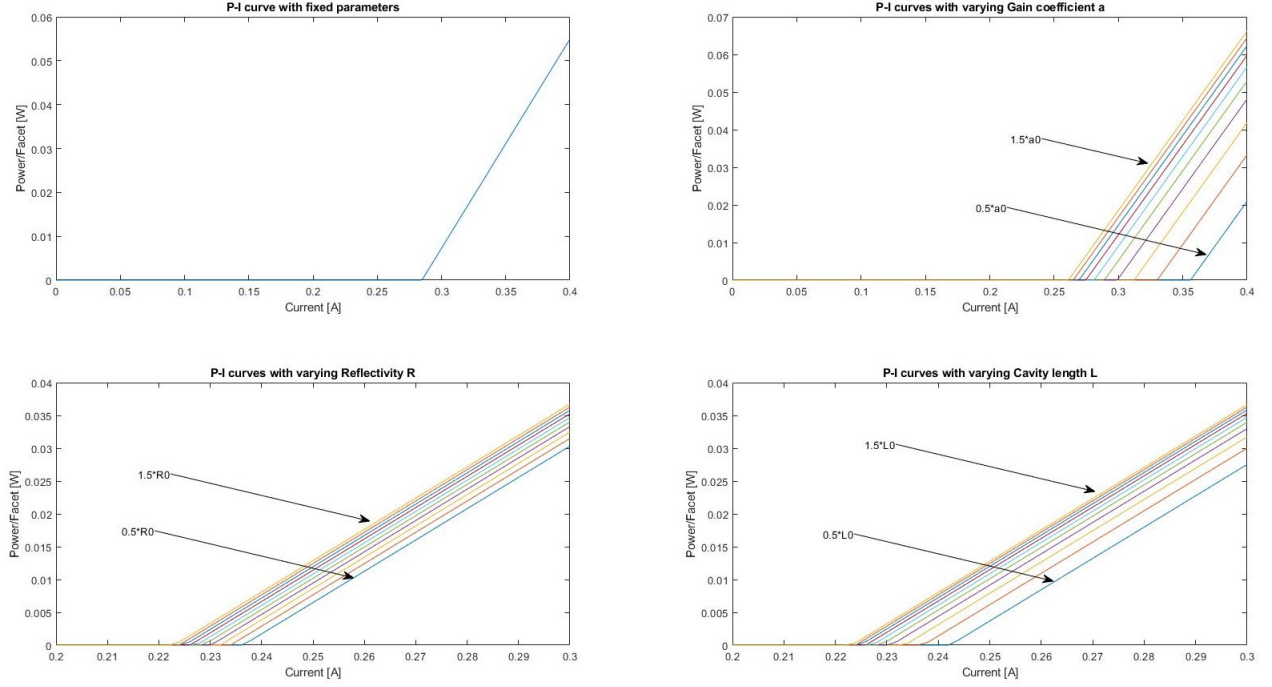 P-I curve with fixed parameters
0.06
0.05
0.04
0.03
0.02
0.01
0
Power/Facet [W]
0 0.05 0.1 0.15 0.2 0.25 0.3 0.35 0.4
Current [A]
P-I curves with varying Gain coefficient a
0.07
0.06
0.05
0.04
0.03
0.02
0.01
0
Power/Facet [W]
1.5*a0
0.5*a0
0 0.05 0.1 0.15 0.2 0.25 0.3 0.35 0.4
Current [A]
P-I curves with varying Reflectivity R
0.04
0.035
0.03
0.025
0.02
0.015
0.01
0.005
0
Power/Facet [W]
1.5*R0
0.5*R0
0.2 0.21 0.22 0.23 0.24 0.25 0.26 0.27 0.28 0.29 0.3
Current [A]
P-I curves with varying Cavity length L
0.04
0.035
0.03
0.025
0.02
0.015
0.01
0.005
0
Power/Facet [W]
1.5*L0
0.5*L0
0.2 0.21 0.22 0.23 0.24 0.25 0.26 0.27 0.28 0.29 0.3
Current [A]